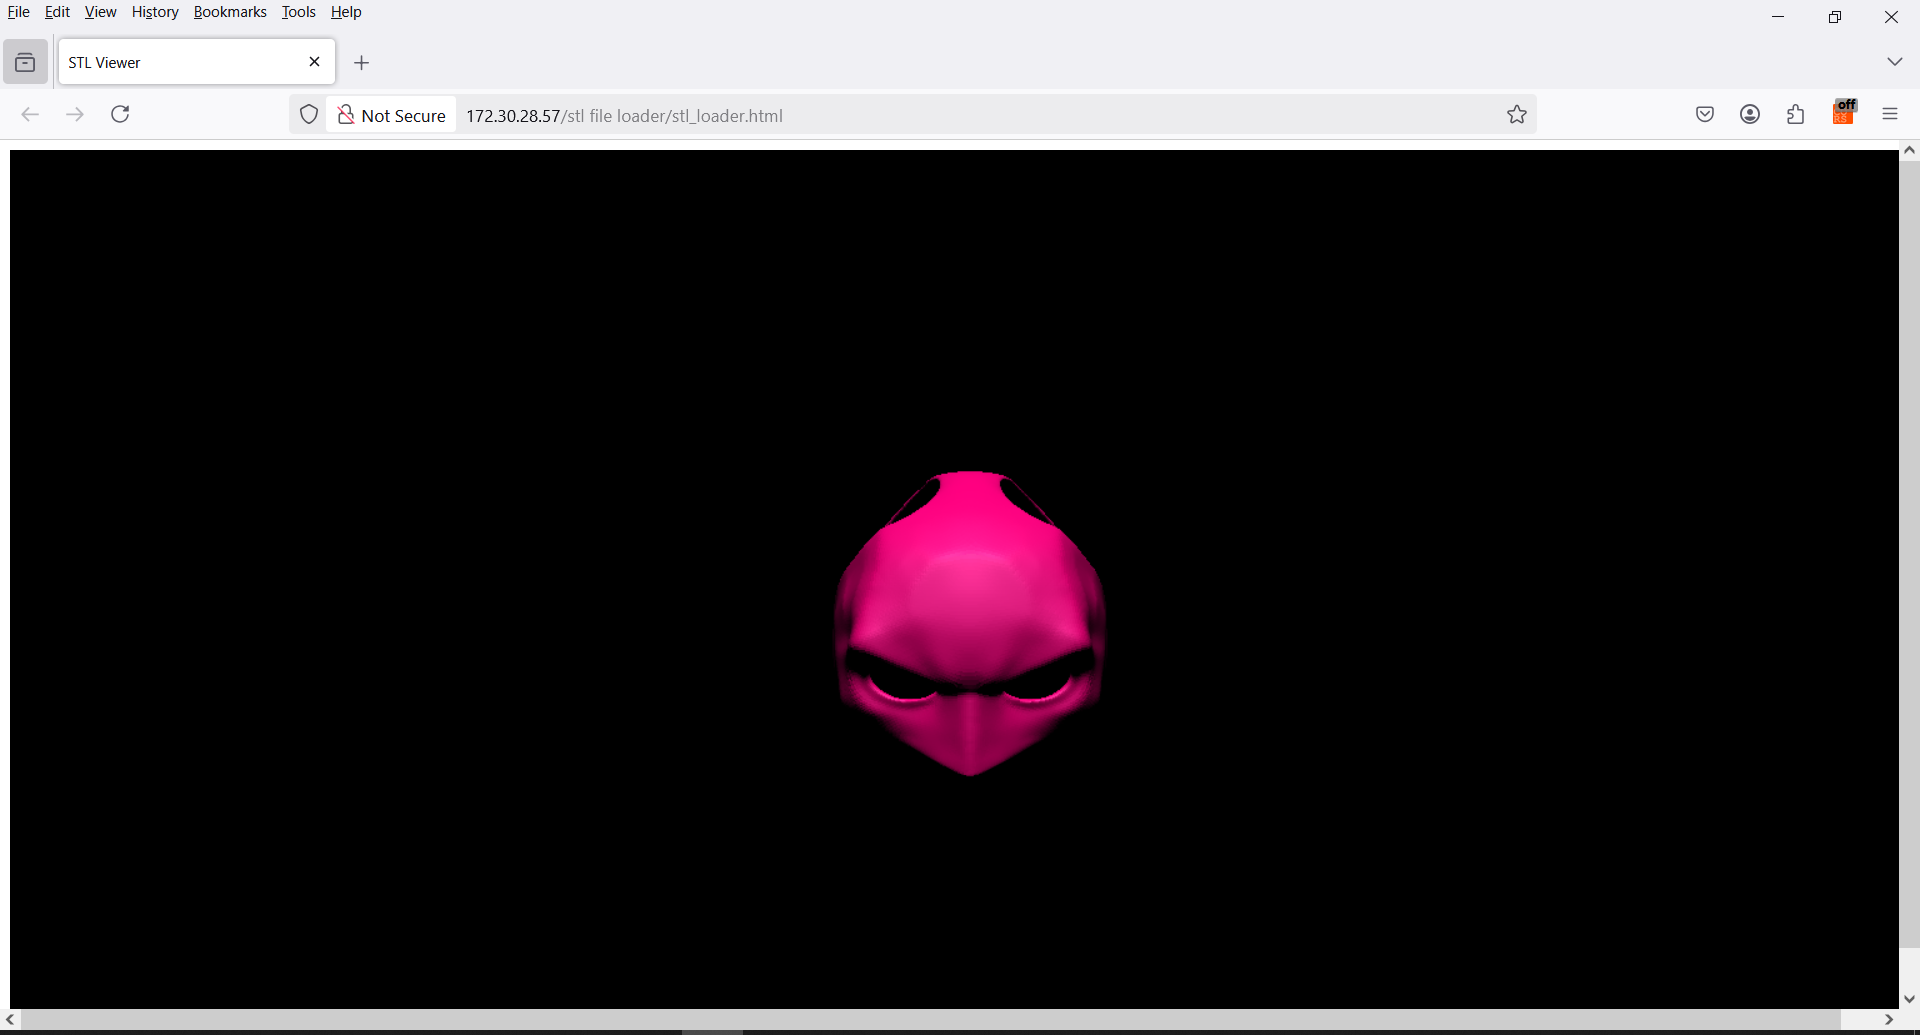 File Edit View History Bookmarks Tools Help
STL Viewer
Not Secure 172.30.28.57/stl file loader/stl_loader.html
off
RS